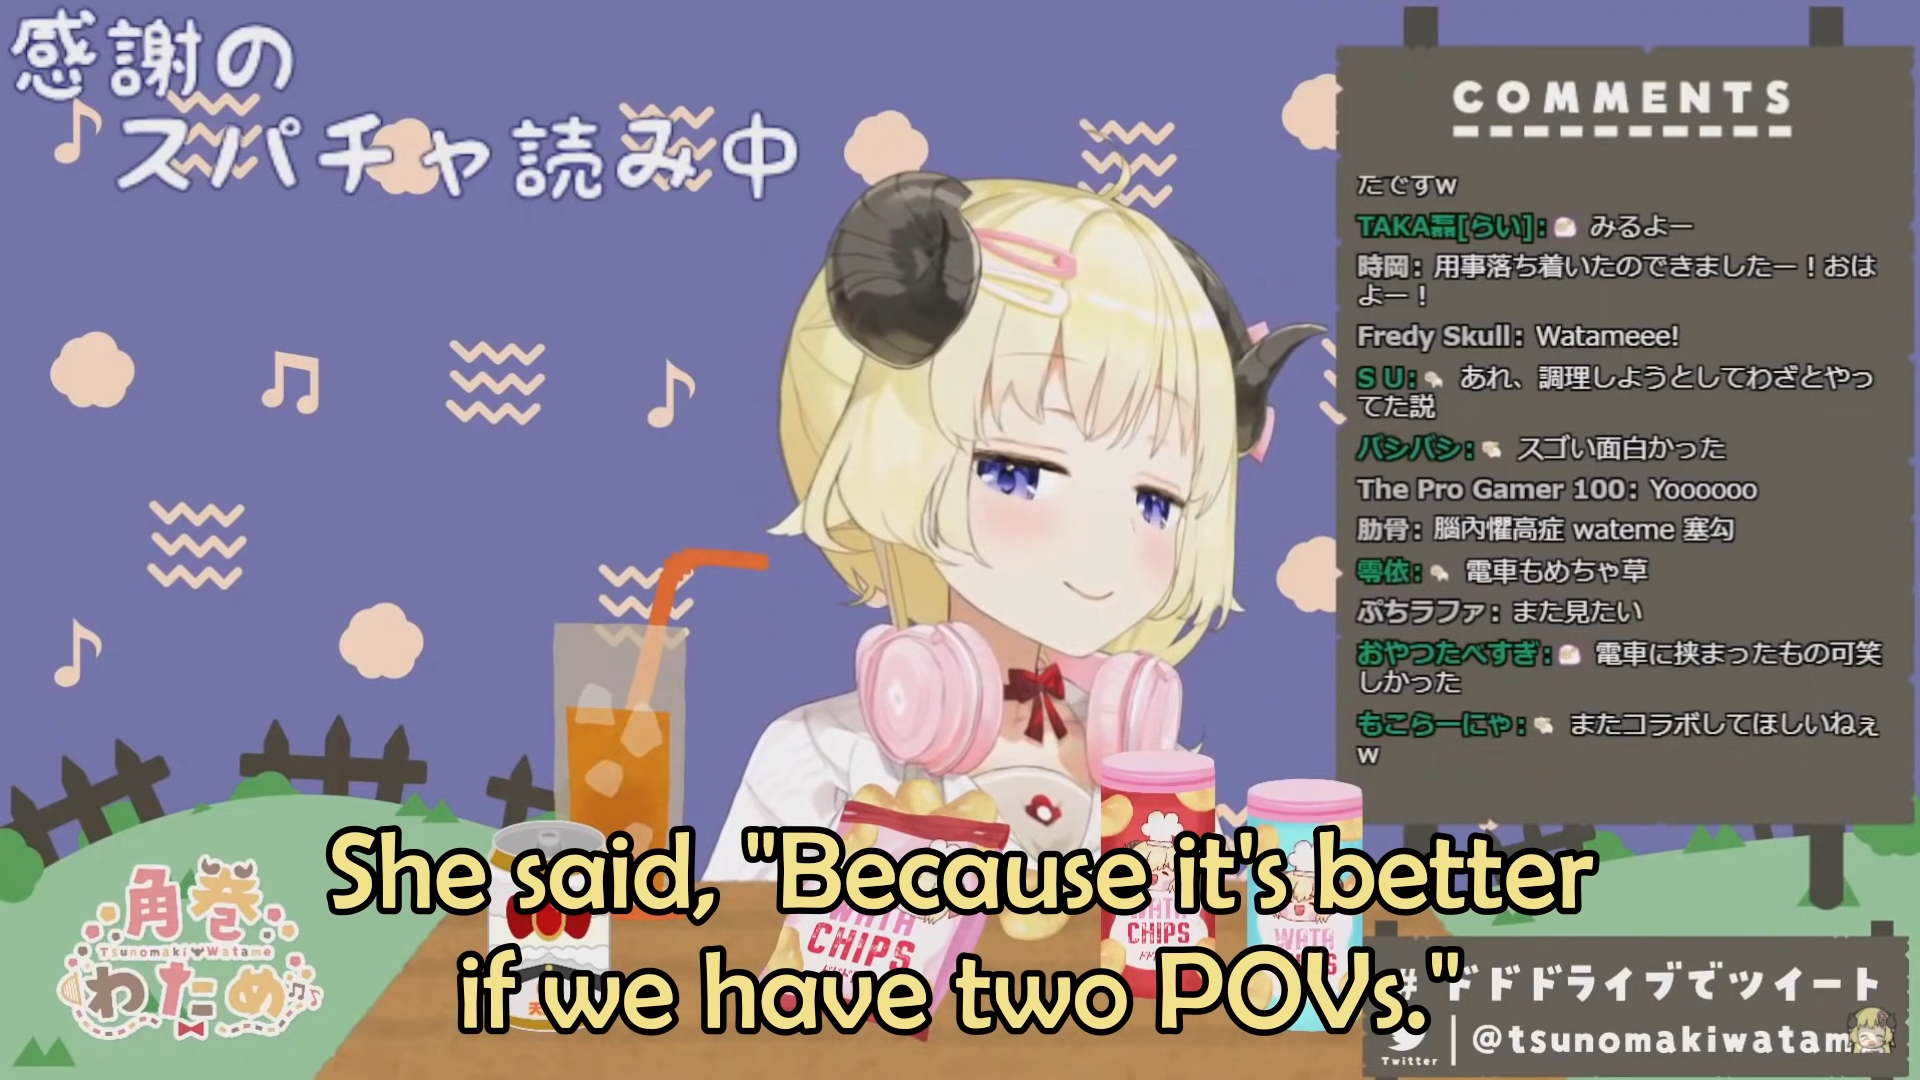 感謝の
スパチャ読み中
COMMENTS
たですw
TAKA磊[らい]: みるよー
時岡: 用事落ち着いたのできましたー！おは
よー！
Fredy Skull: Watameee!
S U: あれ、調理しようとしてわざとやっ
てた説
バシバシ: スゴい面白かった
The Pro Gamer 100: Yoooooo
肋骨: 腦內懼高症 wateme 塞勾
零依: 電車もめちゃ草
ぷちラファ: また見たい
おやつたべすぎ: 電車に挟まったもの可笑
しかった
もこらーにゃ: またコラボしてほしいねぇ
w
She said, "Because it's better
if we have two POVs."
角巻
Tsunomaki Watame
わため
WATA
CHIPS
WATA
CHIPS
WATA
# ドドドライブでツイート
Twitter
@tsunomakiwatam